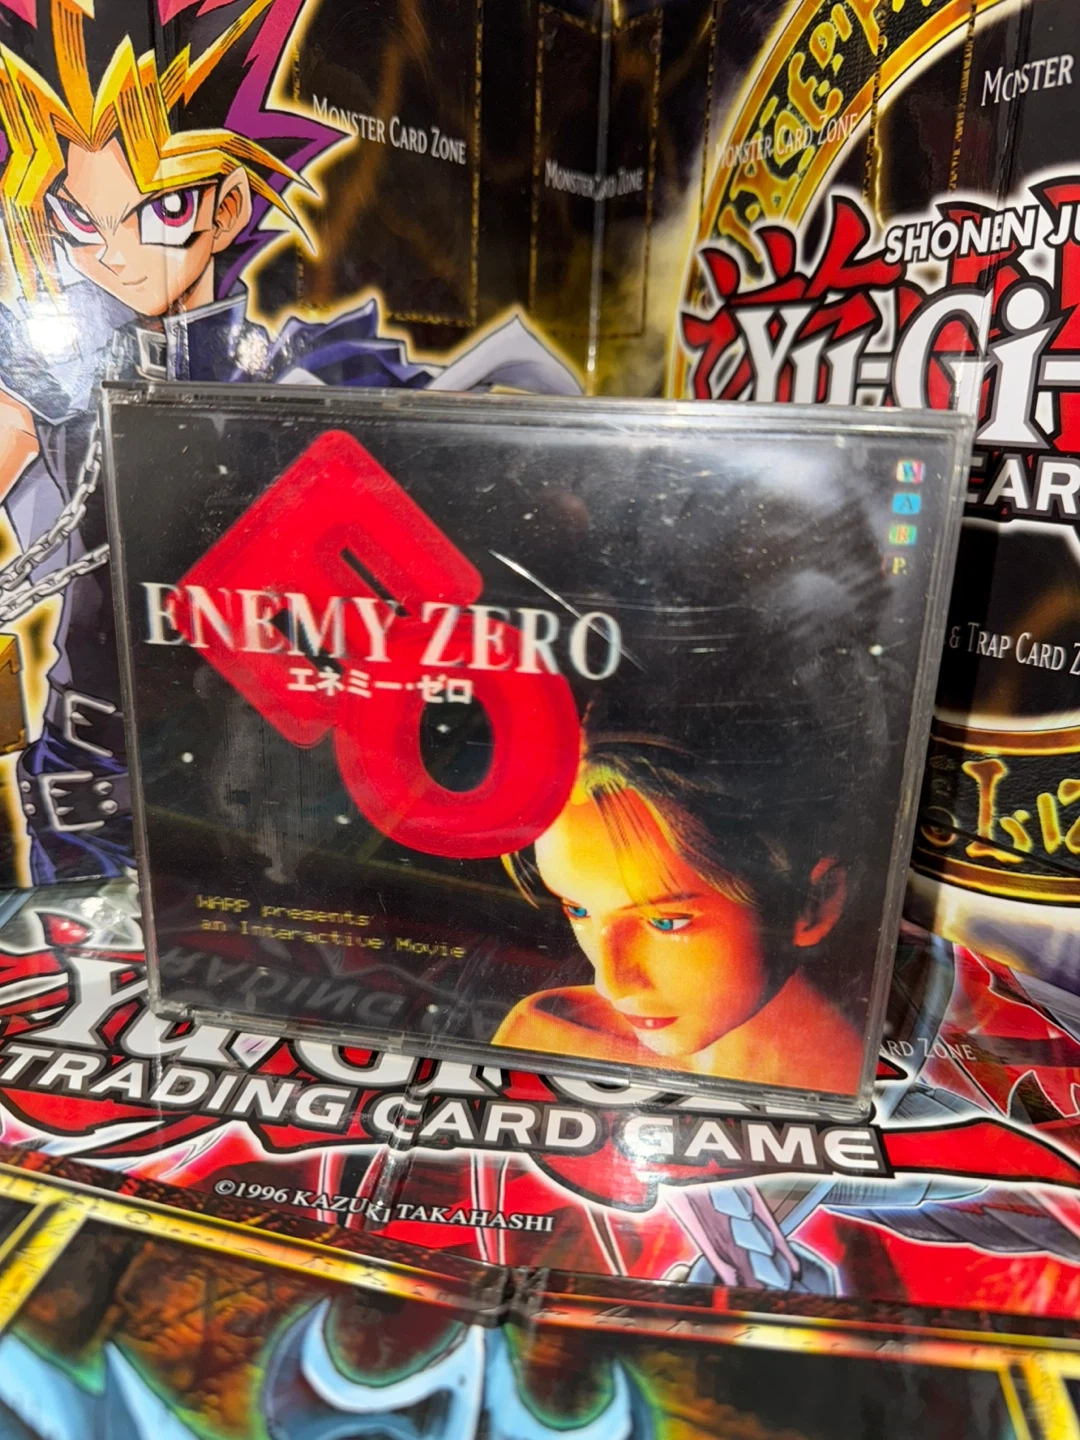 MONSTER CARD ZONE
MONSTER CARD ZONE
MONSTER CARD ZONE
MONSTER
SHONEN JU
Yu-Gi-
EAR
W
A
R
P.
ENEMY ZERO
エネミー・ゼロ
& TRAP CARD Z
WARP presents
an Interactive Movie
RD ZONE
TRADING CARD GAME
©1996 KAZUKI TAKAHASHI